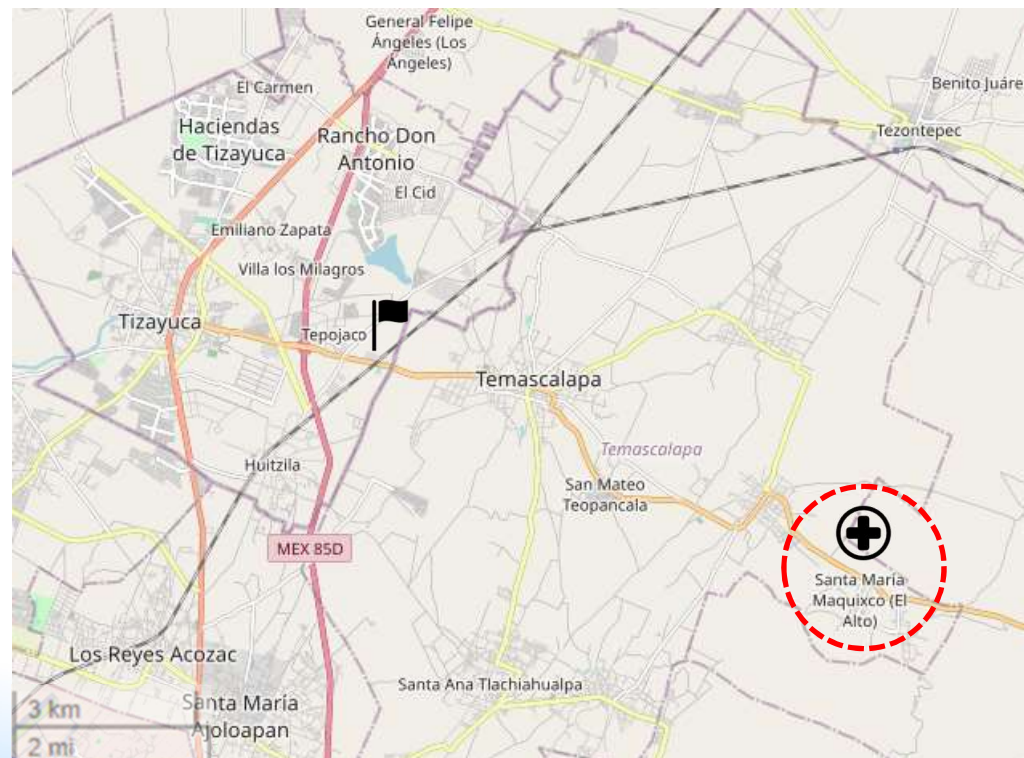 General Felipe
Ángeles (Los
Ángeles)
El Carmen
Benito Juáre
Haciendas
de Tizayuca
Rancho Don
Antonio
Tezontepec
El Cid
Emiliano Zapata
Villa los Milagros
Tizayuca
Tepojaco
Temascalapa
Temascalapa
Huitzila
San Mateo
Teopancala
MEX 85D
Santa María
Maquixco (El
Alto)
Los Reyes Acozac
Santa Ana Tlachiahualpa
Santa María
Ajoloapan
3 km
2 mi